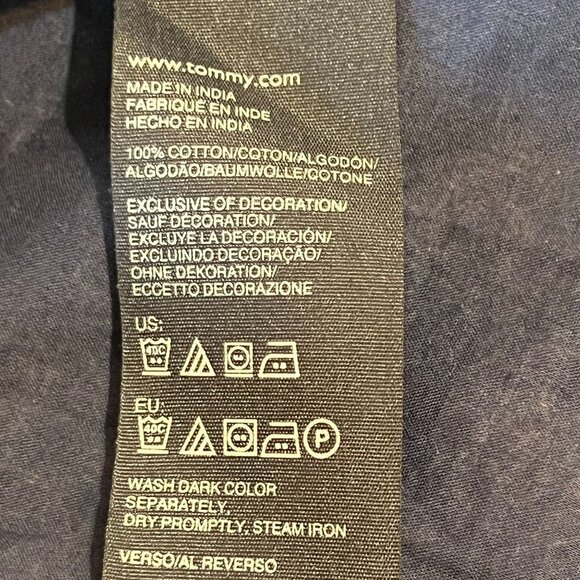 www.tommy.com
MADE IN INDIA
FABRIQUÉ EN INDE
HECHO EN INDIA
100% COTTON/COTON/ALGODÓN/
ALGODÃO/BAUMWOLLE/COTONE
EXCLUSIVE OF DECORATION/
SAUF DÉCORATION/
EXCLUYE LA DECORACIÓN/
EXCLUINDO DECORAÇÃO/
OHNE DEKORATION/
ECCETTO DECORAZIONE
US:
40C
EU:
40C P
WASH DARK COLOR
SEPARATELY,
DRY PROMPTLY, STEAM IRON
VERSO/AL REVERSO